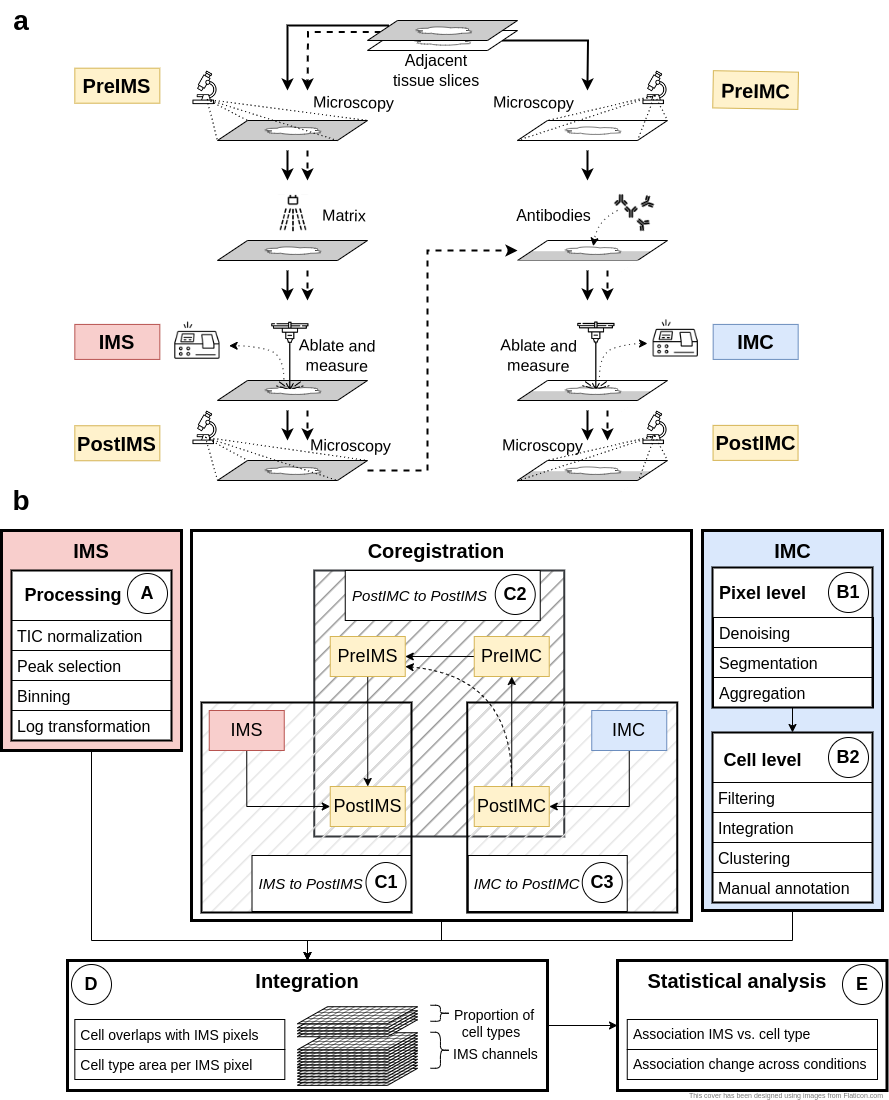 a
Adjacent
tissue slices
PreIMS
Microscopy
Microscopy
PreIMC
Matrix
Antibodies
IMS
Ablate and
measure
Ablate and
measure
IMC
PostIMS
Microscopy
Microscopy
PostIMC
b
IMS
Processing A
TIC normalization
Peak selection
Binning
Log transformation
Coregistration
PostIMC to PostIMS C2
PreIMS
PreIMC
IMS
IMC
PostIMS
PostIMC
IMS to PostIMS C1
IMC to PostIMC C3
IMC
Pixel level B1
Denoising
Segmentation
Aggregation
Cell level B2
Filtering
Integration
Clustering
Manual annotation
D
Integration
Cell overlaps with IMS pixels
Cell type area per IMS pixel
Proportion of
cell types
IMS channels
Statistical analysis E
Association IMS vs. cell type
Association change across conditions
This cover has been designed using images from Flaticon.com